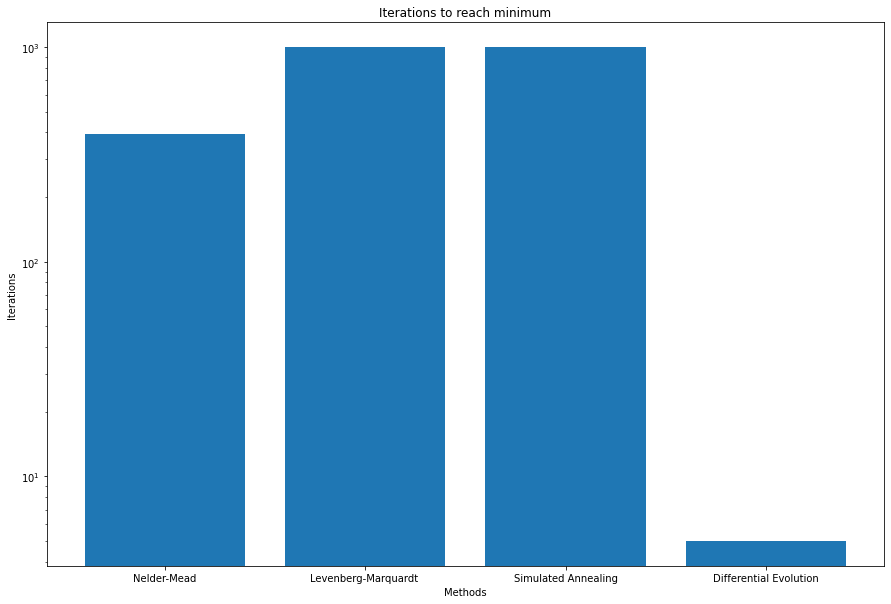 Iterations to reach minimum
10³
10²
10¹
Iterations
Nelder-Mead
Levenberg-Marquardt
Simulated Annealing
Differential Evolution
Methods